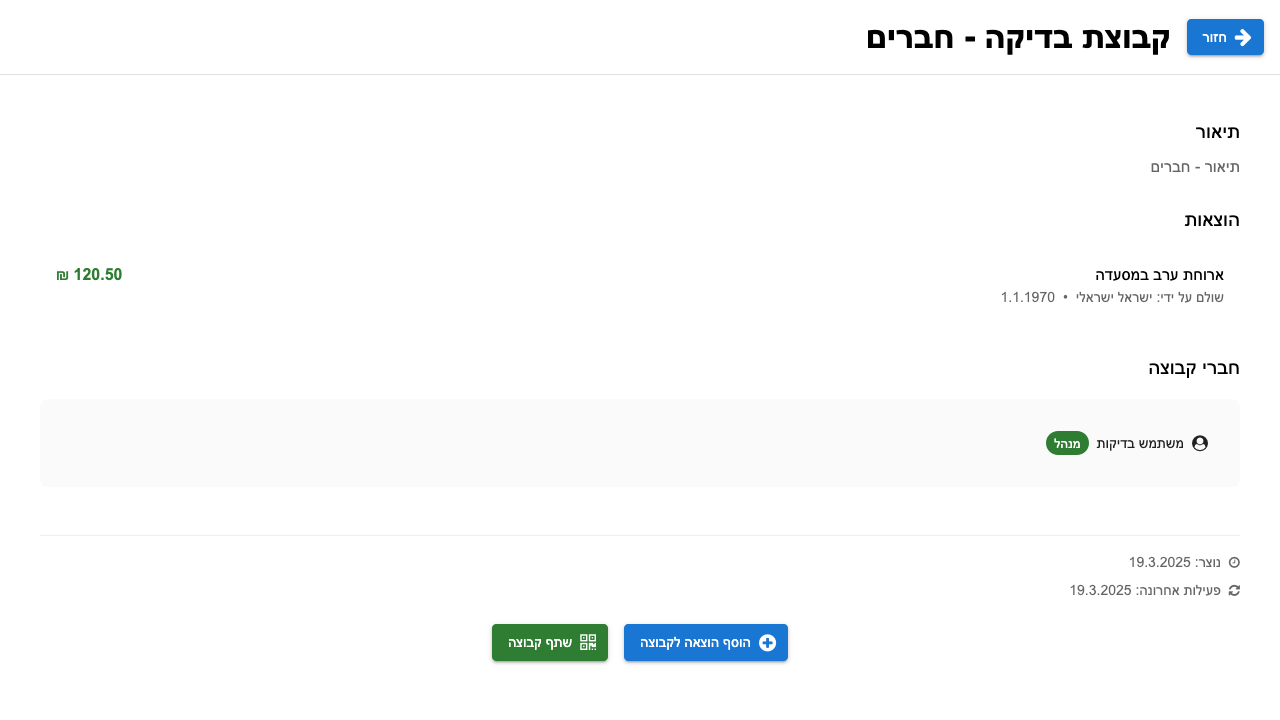 חזור
קבוצת בדיקה - חברים
תיאור
תיאור - חברים
הוצאות
ארוחת ערב במסעדה
120.50 ₪
שולם על ידי: ישראל ישראלי • 1.1.1970
חברי קבוצה
משתמש בדיקות מנהל
נוצר: 19.3.2025
פעילות אחרונה: 19.3.2025
הוסף הוצאה לקבוצה
שתף קבוצה